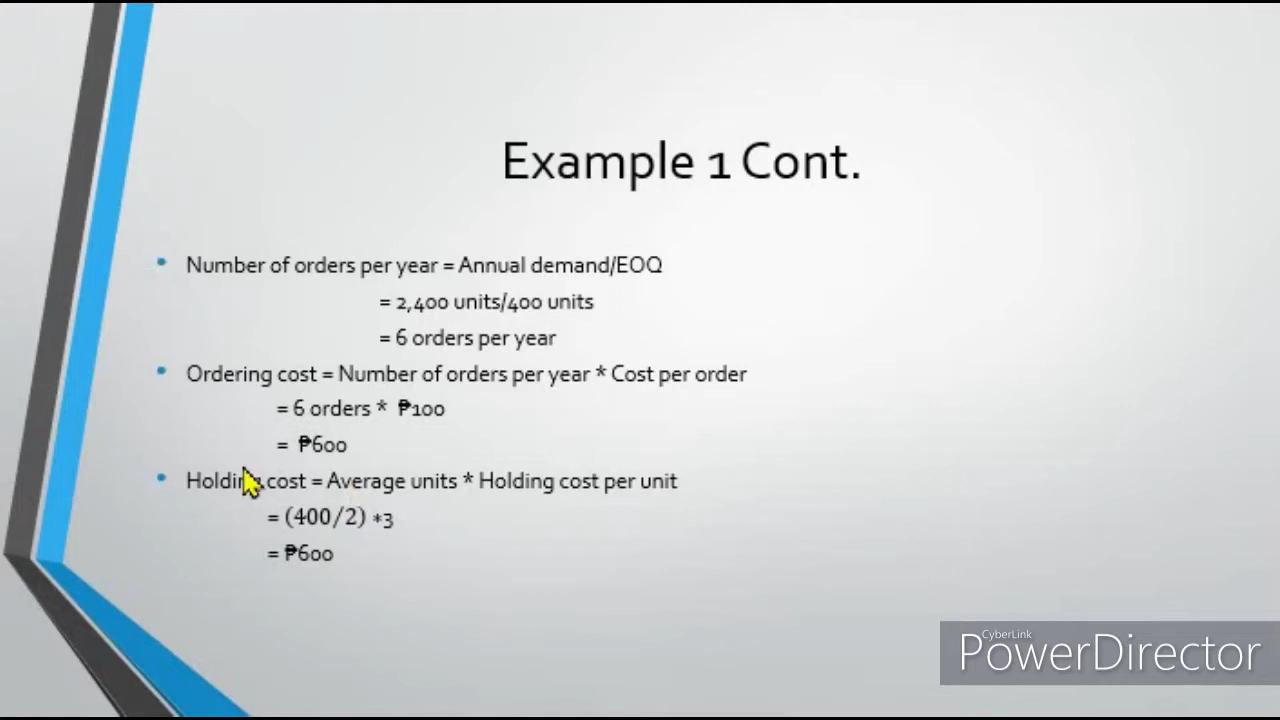 Example 1 Cont.
• Number of orders per year = Annual demand/EOQ
= 2,400 units/400 units
= 6 orders per year
• Ordering cost = Number of orders per year * Cost per order
= 6 orders * ₱100
= ₱600
• Holding cost = Average units * Holding cost per unit
= (400/2) *3
= ₱600
CyberLink
PowerDirector